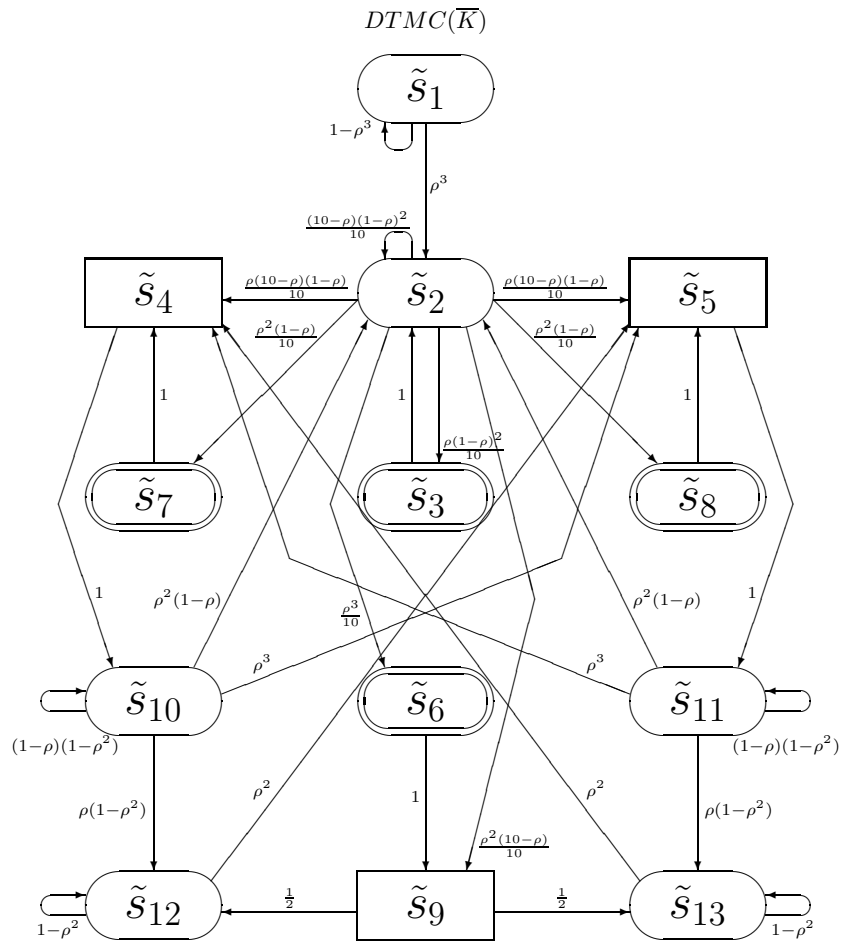 DTMC(K̅)
s̃₁
1−ρ³
ρ³
(10−ρ)(1−ρ)²/10
s̃₄
ρ(10−ρ)(1−ρ)/10
s̃₂
ρ(10−ρ)(1−ρ)/10
s̃₅
ρ²(1−ρ)/10
ρ²(1−ρ)/10
1
1
1
ρ(1−ρ)²/10
s̃₇
s̃₃
s̃₈
1
ρ²(1−ρ)
ρ³/10
ρ²(1−ρ)
1
ρ³
ρ³
s̃₁₀
s̃₆
s̃₁₁
(1−ρ)(1−ρ²)
(1−ρ)(1−ρ²)
ρ(1−ρ²)
ρ²
1
ρ²
ρ(1−ρ²)
ρ²(10−ρ)/10
s̃₁₂
1/2
s̃₉
1/2
s̃₁₃
1−ρ²
1−ρ²